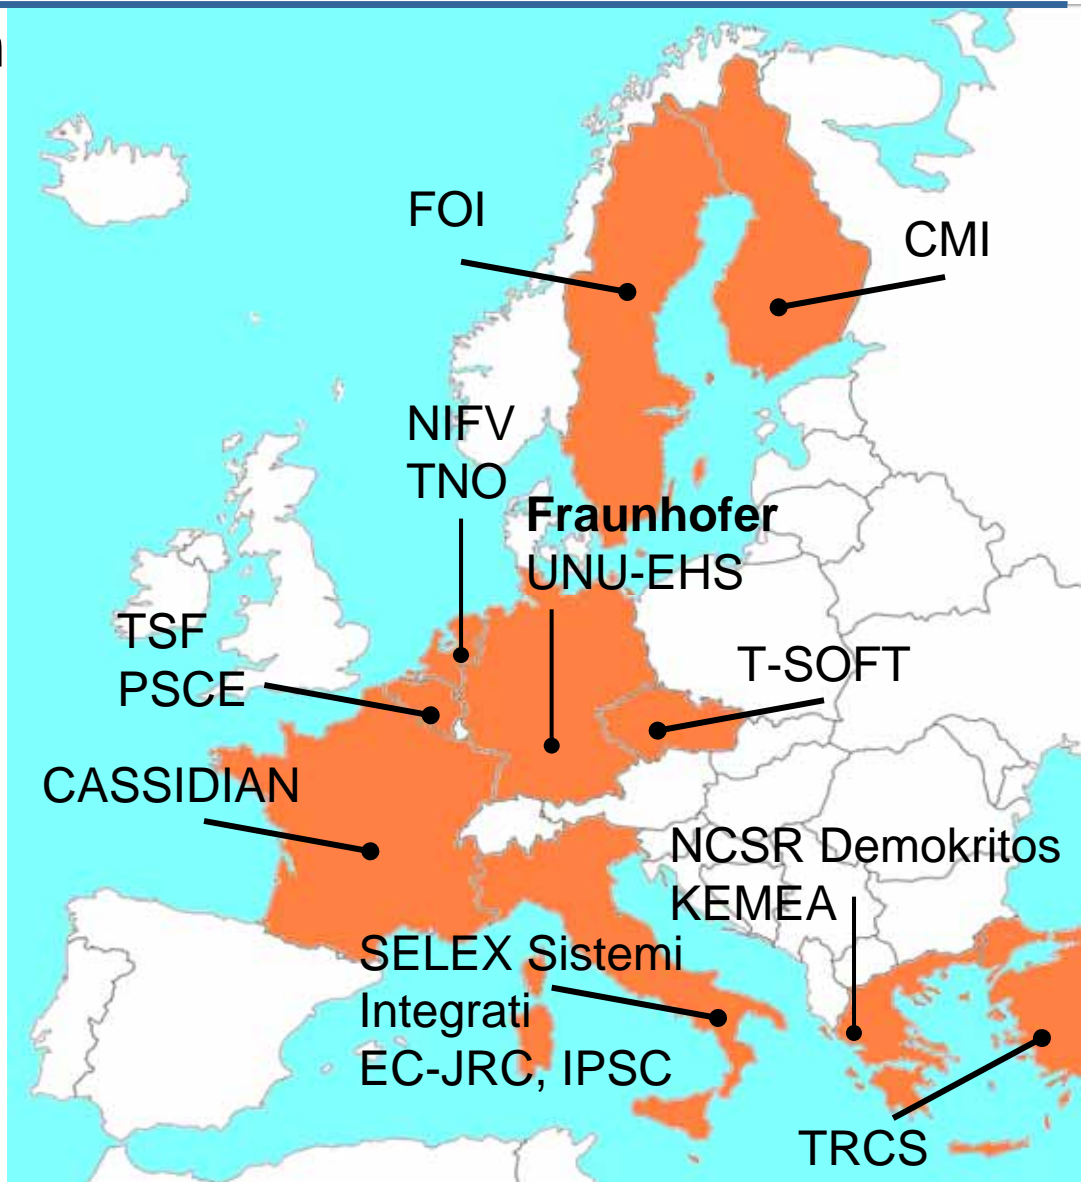 FOI
CMI
NIFV
TNO
Fraunhofer
UNU-EHS
TSF
PSCE
T-SOFT
CASSIDIAN
NCSR Demokritos
KEMEA
SELEX Sistemi
Integrati
EC-JRC, IPSC
TRCS